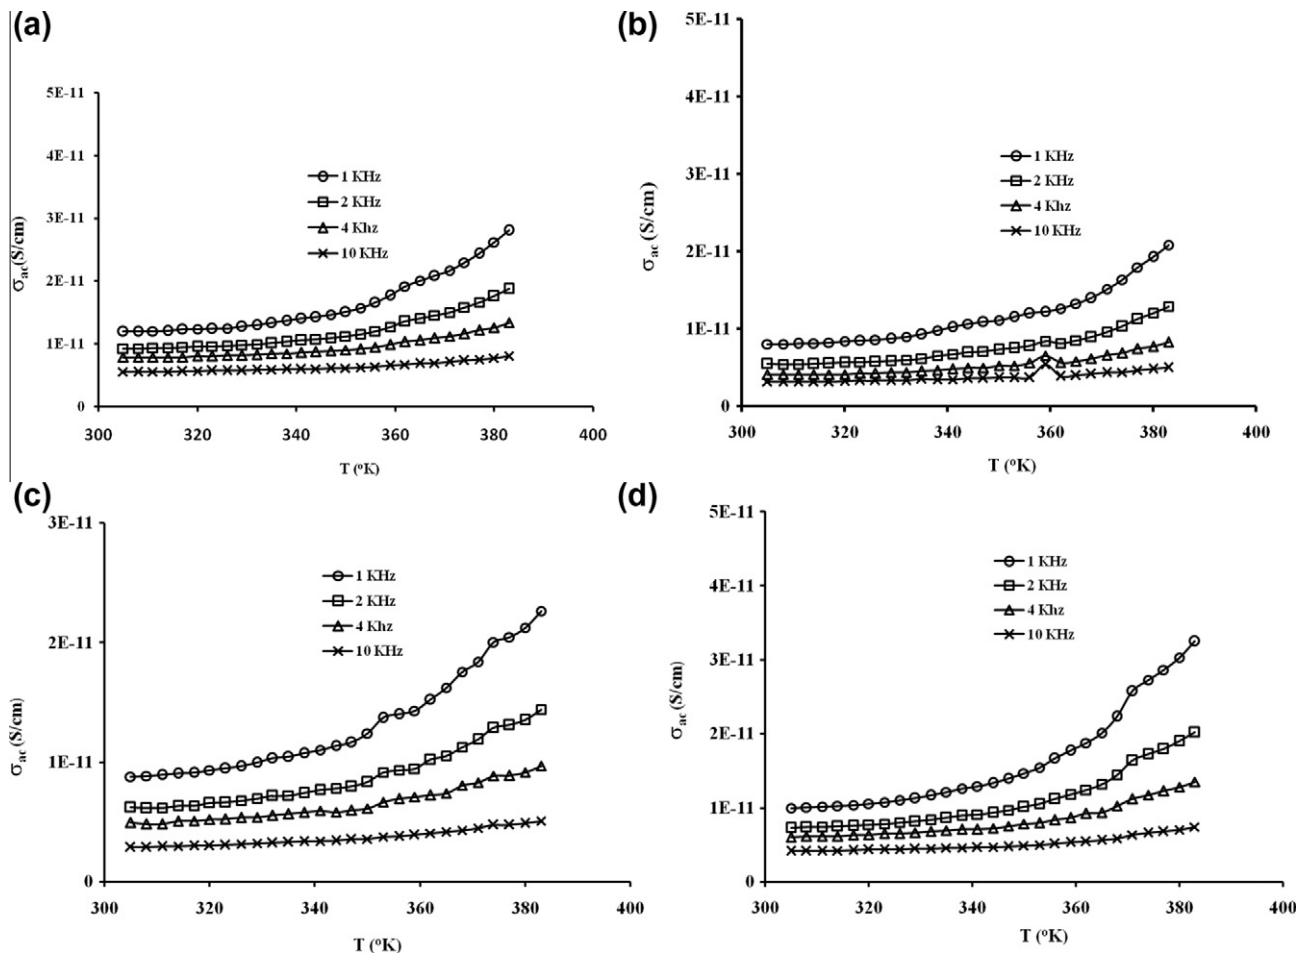 (a)
5E-11
4E-11
3E-11
2E-11
1E-11
0
σac(S/cm)
1 KHz
2 KHz
4 Khz
10 KHz
300 320 340 360 380 400
T (°K)
(b)
5E-11
4E-11
3E-11
2E-11
1E-11
0
σac (S/cm)
1 KHz
2 KHz
4 Khz
10 KHz
300 320 340 360 380 400
T (°K)
(c)
3E-11
2E-11
1E-11
0
σac (S/cm)
1 KHz
2 KHz
4 Khz
10 KHz
300 320 340 360 380 400
T (°K)
(d)
5E-11
4E-11
3E-11
2E-11
1E-11
0
σac (S/cm)
1 KHz
2 KHz
4 Khz
10 KHz
300 320 340 360 380 400
T (°K)